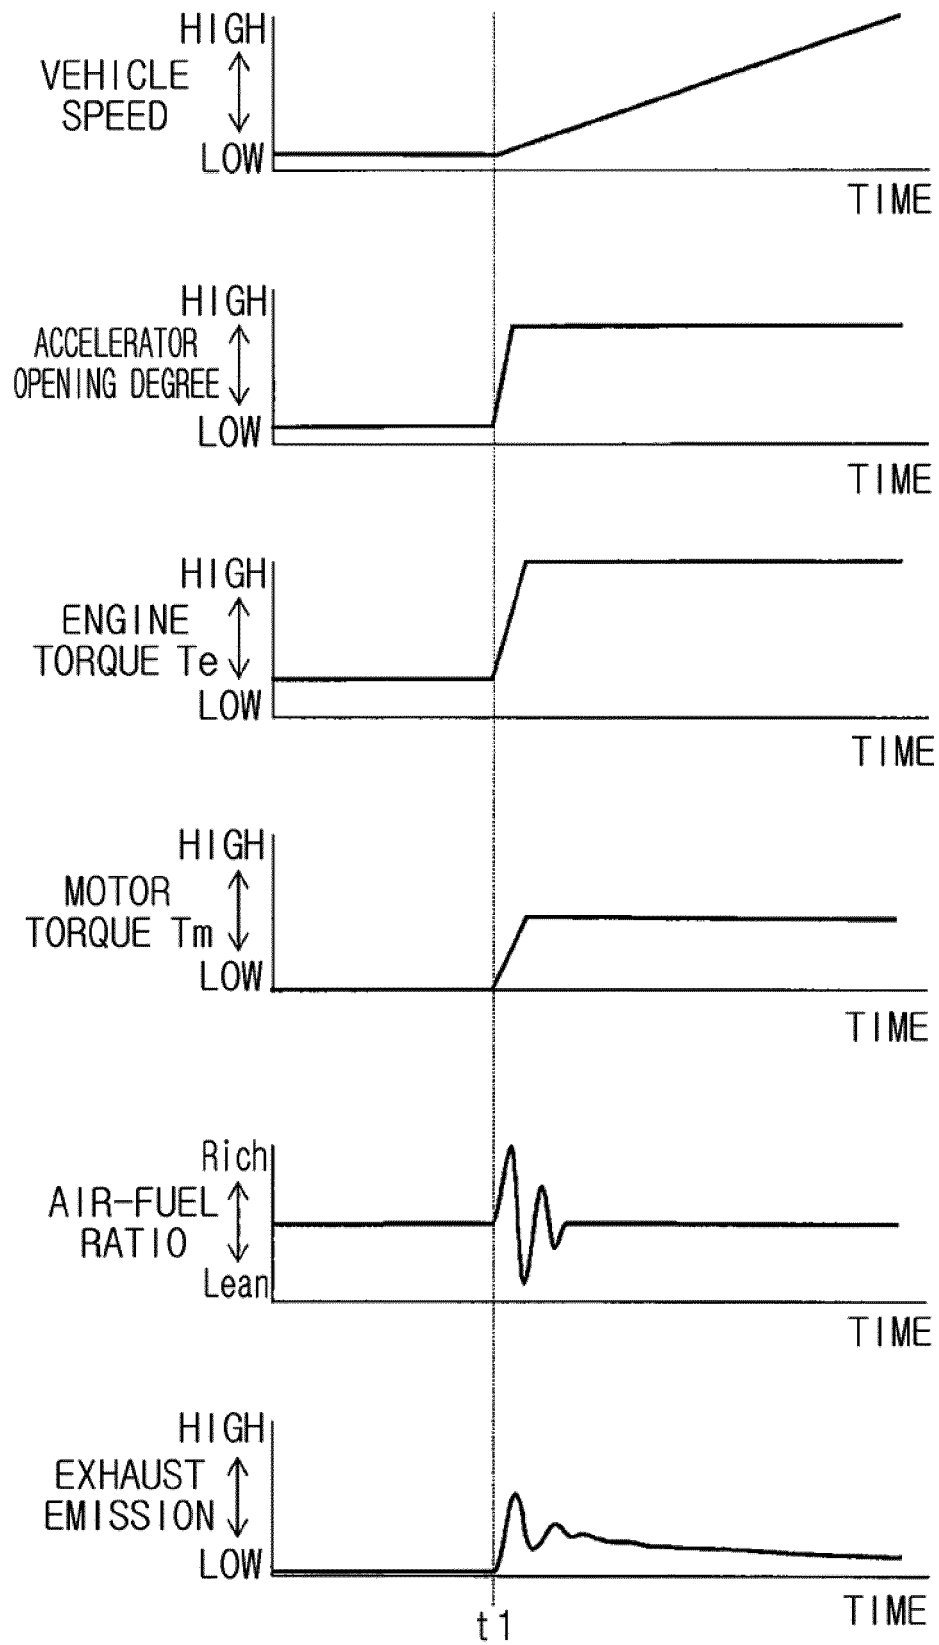 HIGH
VEHICLE
SPEED
LOW
TIME
HIGH
ACCELERATOR
OPENING DEGREE
LOW
TIME
HIGH
ENGINE
TORQUE Te
LOW
TIME
HIGH
MOTOR
TORQUE Tm
LOW
TIME
Rich
AIR-FUEL
RATIO
Lean
TIME
HIGH
EXHAUST
EMISSION
LOW
TIME
t1